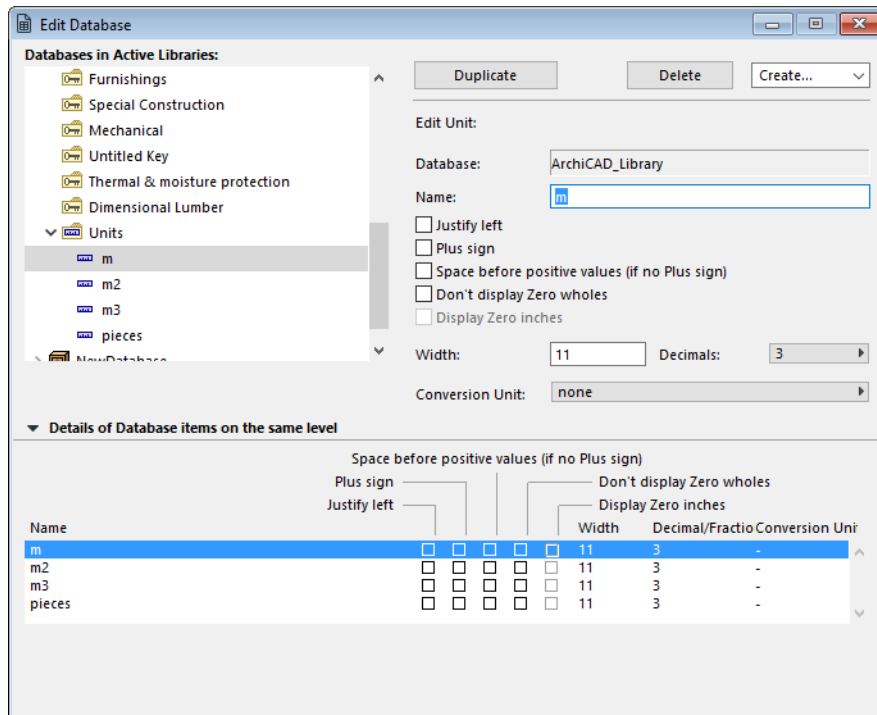 Edit Database
Databases in Active Libraries:
Furnishings
Special Construction
Mechanical
Untitled Key
Thermal & moisture protection
Dimensional Lumber
Units
m
m2
m3
pieces
NewDatabase
Duplicate Delete Create...
Edit Unit:
Database: ArchiCAD_Library
Name: m
Justify left
Plus sign
Space before positive values (if no Plus sign)
Don't display Zero wholes
Display Zero inches
Width: 11 Decimals: 3
Conversion Unit: none
Details of Database items on the same level
Space before positive values (if no Plus sign)
Plus sign Don't display Zero wholes
Justify left Display Zero inches
Name Width Decimal/Fractio Conversion Uni
m 11 3 -
m2 11 3 -
m3 11 3 -
pieces 11 3 -